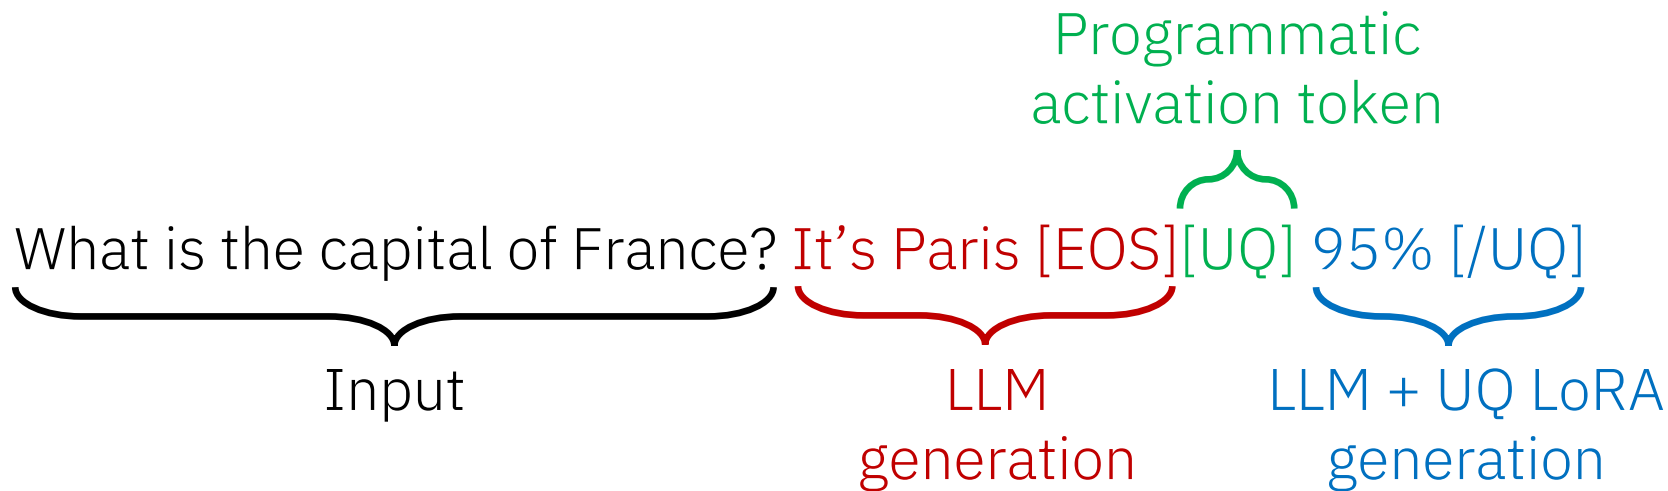 Programmatic
activation token
What is the capital of France? It’s Paris [EOS][UQ] 95% [/UQ]
Input
LLM
generation
LLM + UQ LoRA
generation